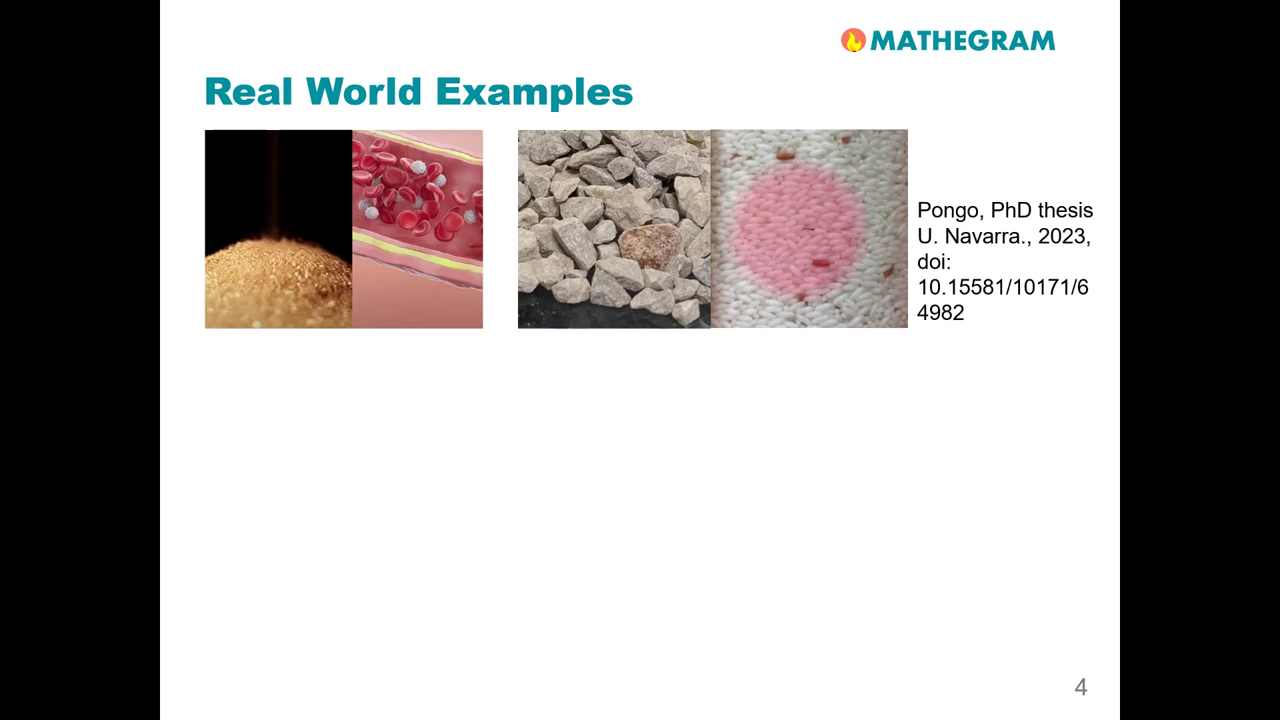 MATHEGRAM
Real World Examples
Pongo, PhD thesis
U. Navarra., 2023,
doi:
10.15581/10171/6
4982
4